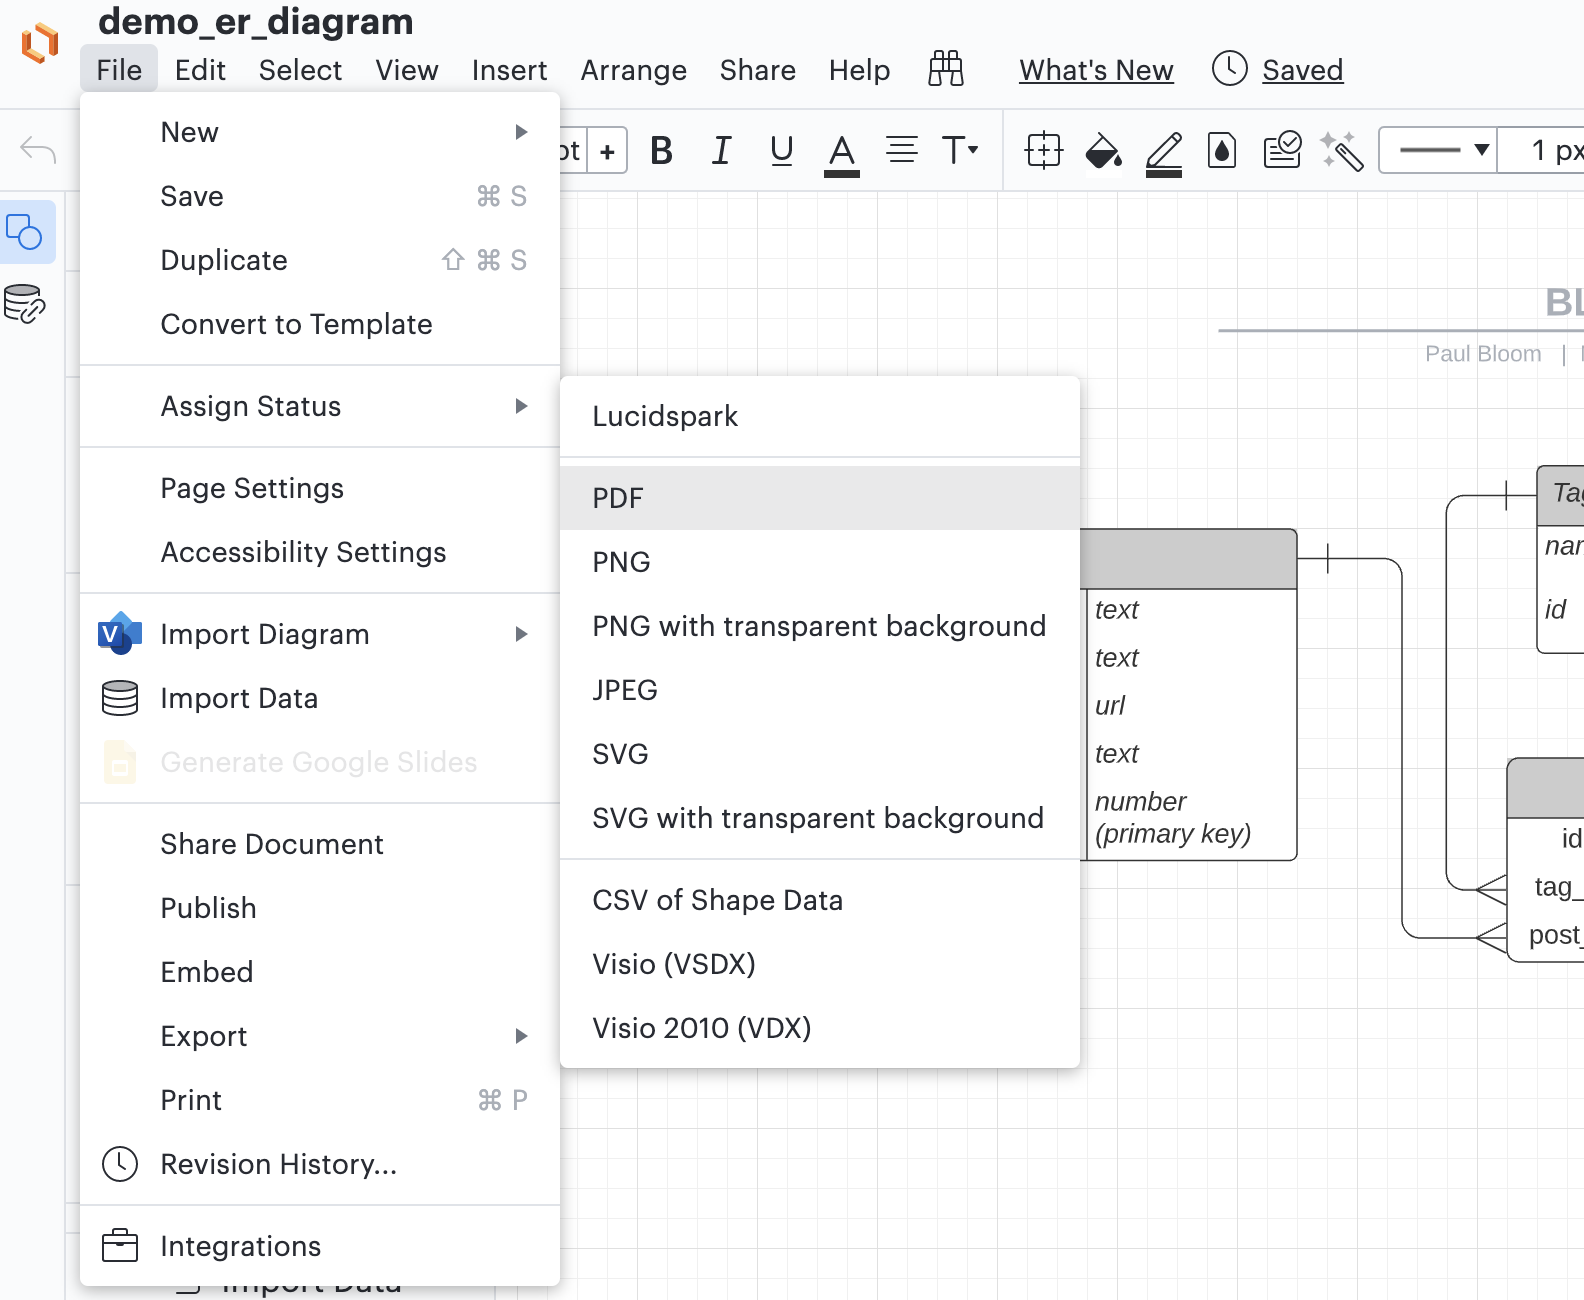 demo_er_diagram
File Edit Select View Insert Arrange Share Help What's New Saved
+ B I U A T 1 px
New
Save ⌘ S
Duplicate ⇧ ⌘ S
Convert to Template
Assign Status
Page Settings
Accessibility Settings
Import Diagram
Import Data
Generate Google Slides
Share Document
Publish
Embed
Export
Print ⌘ P
Revision History...
Integrations
Import Data
Lucidspark
PDF
PNG
PNG with transparent background
JPEG
SVG
SVG with transparent background
CSV of Shape Data
Visio (VSDX)
Visio 2010 (VDX)
Paul Bloom |
text
text
url
text
number
(primary key)
id
id
tag_
post_